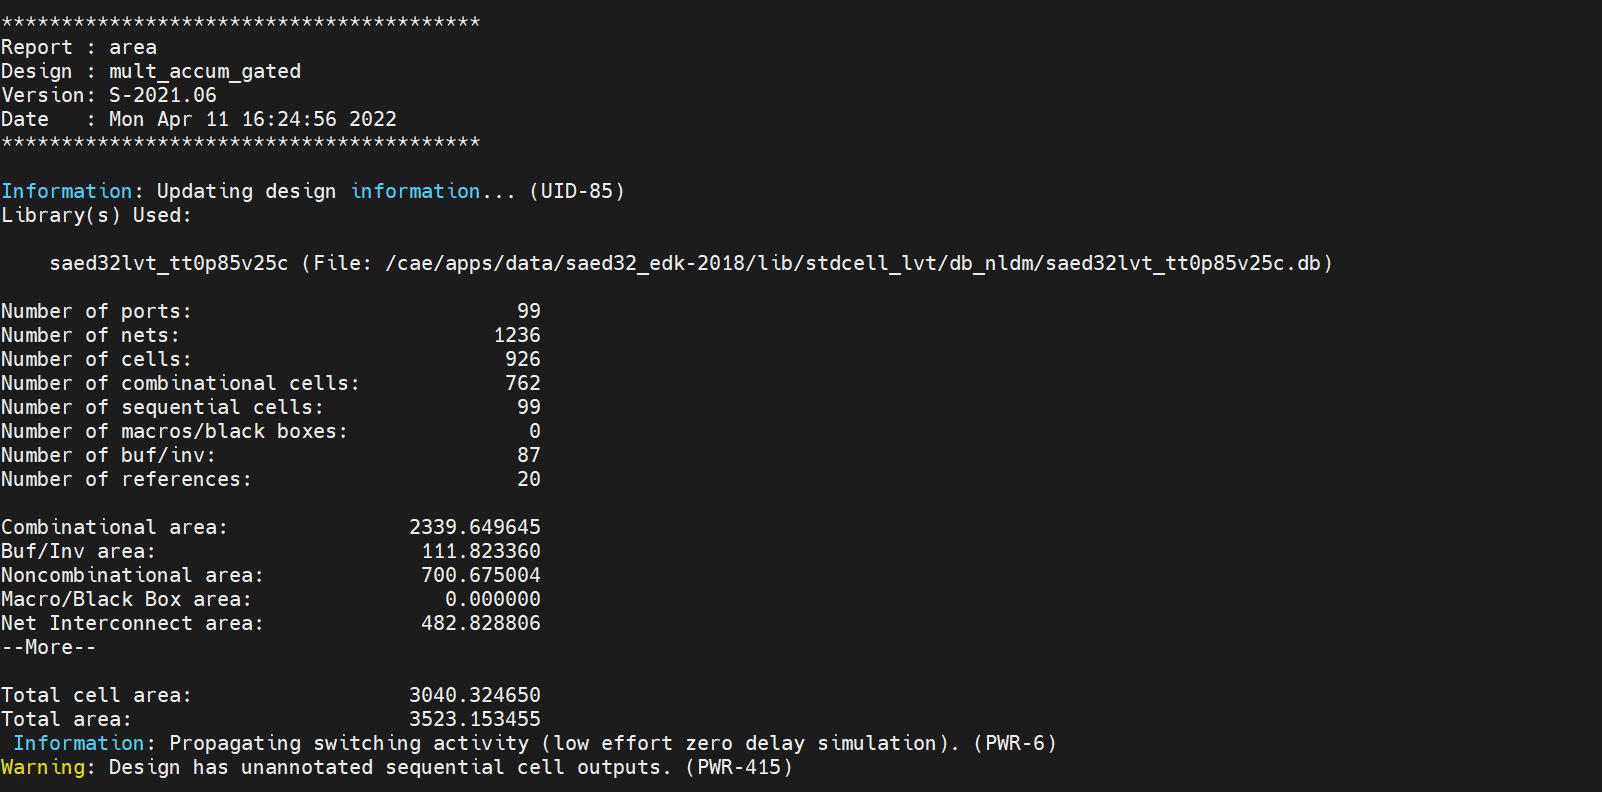 ****************************************
Report : area
Design : mult_accum_gated
Version: S-2021.06
Date   : Mon Apr 11 16:24:56 2022
****************************************
Information: Updating design information... (UID-85)
Library(s) Used:
    saed32lvt_tt0p85v25c (File: /cae/apps/data/saed32_edk-2018/lib/stdcell_lvt/db_nldm/saed32lvt_tt0p85v25c.db)
Number of ports:                           99
Number of nets:                          1236
Number of cells:                          926
Number of combinational cells:            762
Number of sequential cells:                99
Number of macros/black boxes:               0
Number of buf/inv:                         87
Number of references:                      20
Combinational area:               2339.649645
Buf/Inv area:                      111.823360
Noncombinational area:             700.675004
Macro/Black Box area:                0.000000
Net Interconnect area:             482.828806
--More--
Total cell area:                  3040.324650
Total area:                       3523.153455
 Information: Propagating switching activity (low effort zero delay simulation). (PWR-6)
Warning: Design has unannotated sequential cell outputs. (PWR-415)